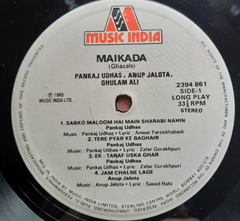 MUSIC INDIA
MAIKADA
(Ghazals)
PANKAJ UDHAS, ANUP JALOTA,
GHULAM ALI
2394 861
SIDE-1
LONG PLAY
33⅓ RPM
STEREO
℗ 1985
MUSIC INDIA LTD.
1- SABKO MALOOM HAI MAIN SHARABI NAHIN
Pankaj Udhas
Music : Pankaj Udhas • Lyric : Anwar Farookhabadi
2- TERE PYAR KE BAGHAIR
Pankaj Udhas
Music : Pankaj Udhas • Lyric : Zafar Gorakhpuri
3- EK TARAF USKA GHAR
Pankaj Udhas
Music : Pankaj Udhas • Lyric : Zafar Gorakhpuri
4- JAM CHALNE LAGE
Anup Jalota
Music : Anup Jalota • Lyric : Saeed Rahi